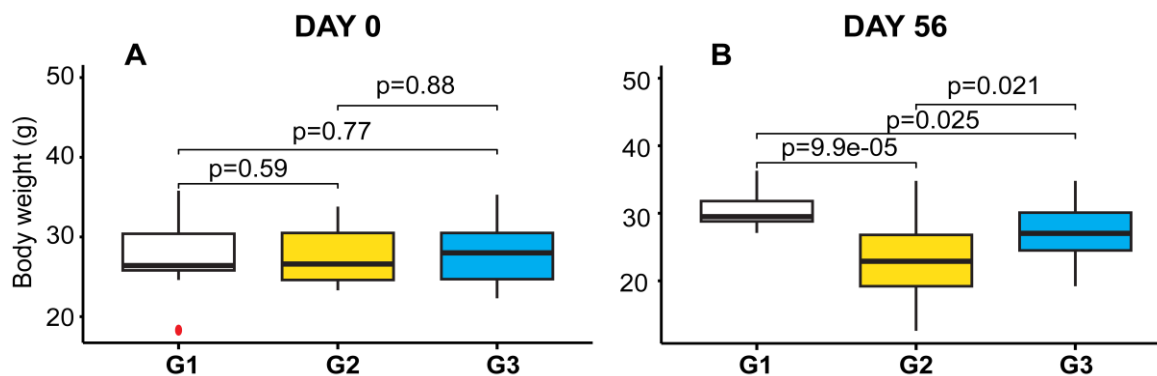 DAY 0
A
Body weight (g)
50
40
30
20
p=0.88
p=0.77
p=0.59
G1 G2 G3
DAY 56
B
50
40
30
20
p=0.021
p=0.025
p=9.9e-05
G1 G2 G3